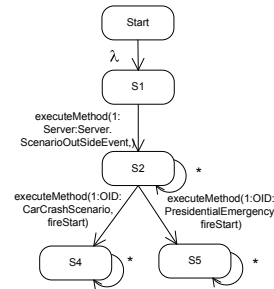 Start
λ
S1
executeMethod(1:
Server:Server.
ScenarioOutSideEvent,)
S2
*
executeMethod(1:OID:
CarCrashScenario,
fireStart)
executeMethod(1:OID:
PresidentialEmergency
fireStart)
S4
*
S5
*